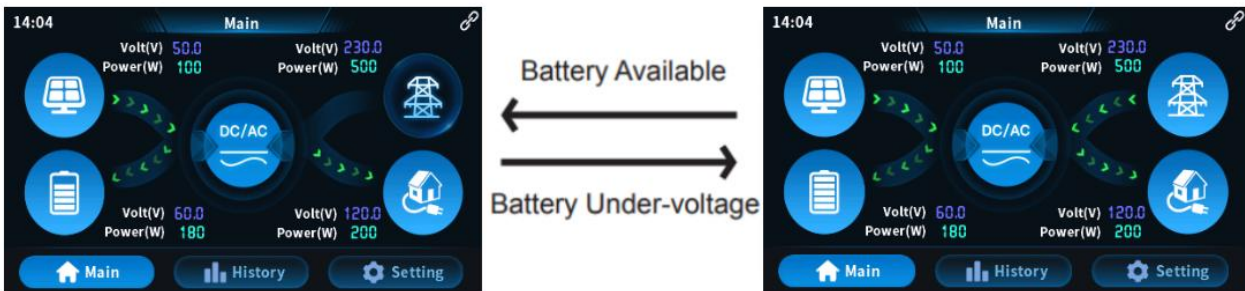 14:04 Main
Volt(V) 50.0 Volt(V) 230.0
Power(W) 100 Power(W) 500
DC/AC
Volt(V) 60.0 Volt(V) 120.0
Power(W) 180 Power(W) 200
Main History Setting
Battery Available
Battery Under-voltage
14:04 Main
Volt(V) 50.0 Volt(V) 230.0
Power(W) 100 Power(W) 500
DC/AC
Volt(V) 60.0 Volt(V) 120.0
Power(W) 180 Power(W) 200
Main History Setting